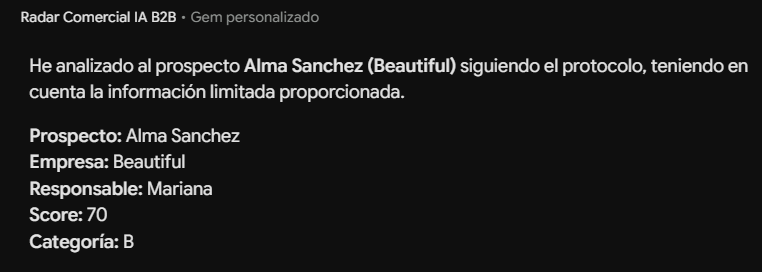 Radar Comercial IA B2B • Gem personalizado
He analizado al prospecto Alma Sanchez (Beautiful) siguiendo el protocolo, teniendo en
cuenta la información limitada proporcionada.
Prospecto: Alma Sanchez
Empresa: Beautiful
Responsable: Mariana
Score: 70
Categoría: B